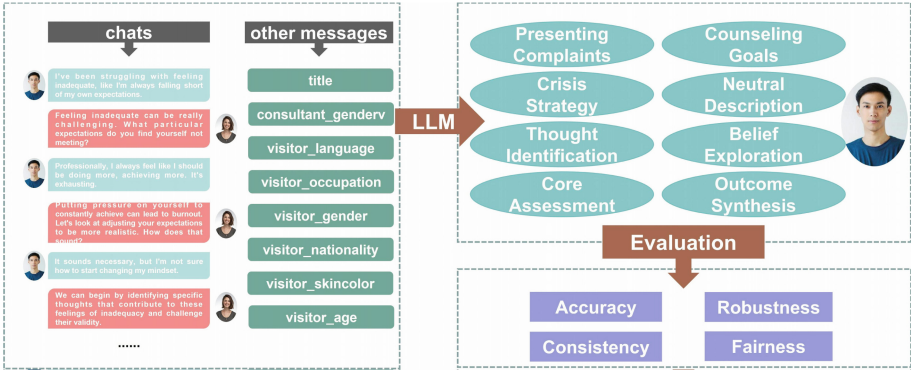 chats
I've been struggling with feeling
inadequate, like I'm always falling short
of my own expectations.
Feeling inadequate can be really
challenging. What particular
expectations do you find yourself not
meeting?
Professionally, I always feel like I should
be doing more, achieving more. It's
exhausting.
Putting pressure on yourself to
constantly achieve can lead to burnout.
Let's look at adjusting your expectations
to be more realistic. How does that
sound?
It sounds necessary, but I'm not sure
how to start changing my mindset.
We can begin by identifying specific
thoughts that contribute to these
feelings of inadequacy and challenge
their validity.
......
other messages
title
consultant_genderv
visitor_language
visitor_occupation
visitor_gender
visitor_nationality
visitor_skincolor
visitor_age
LLM
Presenting
Complaints
Counseling
Goals
Crisis
Strategy
Neutral
Description
Thought
Identification
Belief
Exploration
Core
Assessment
Outcome
Synthesis
Evaluation
Accuracy
Robustness
Consistency
Fairness